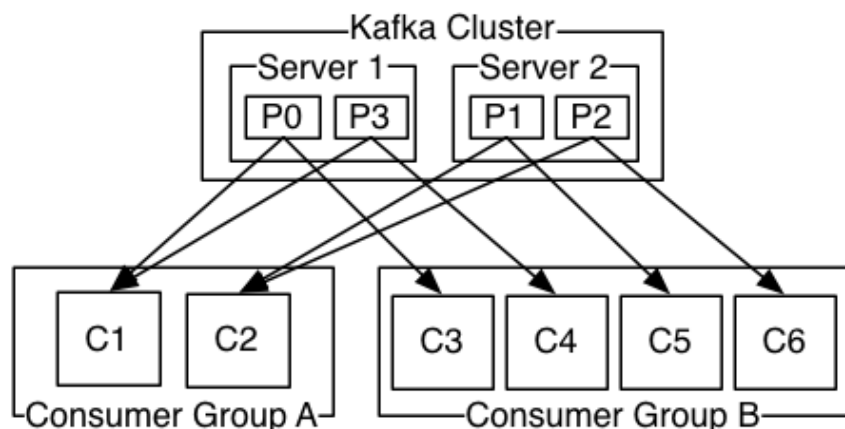 Kafka Cluster
Server 1 Server 2
P0 P3 P1 P2
C1 C2 C3 C4 C5 C6
Consumer Group A Consumer Group B